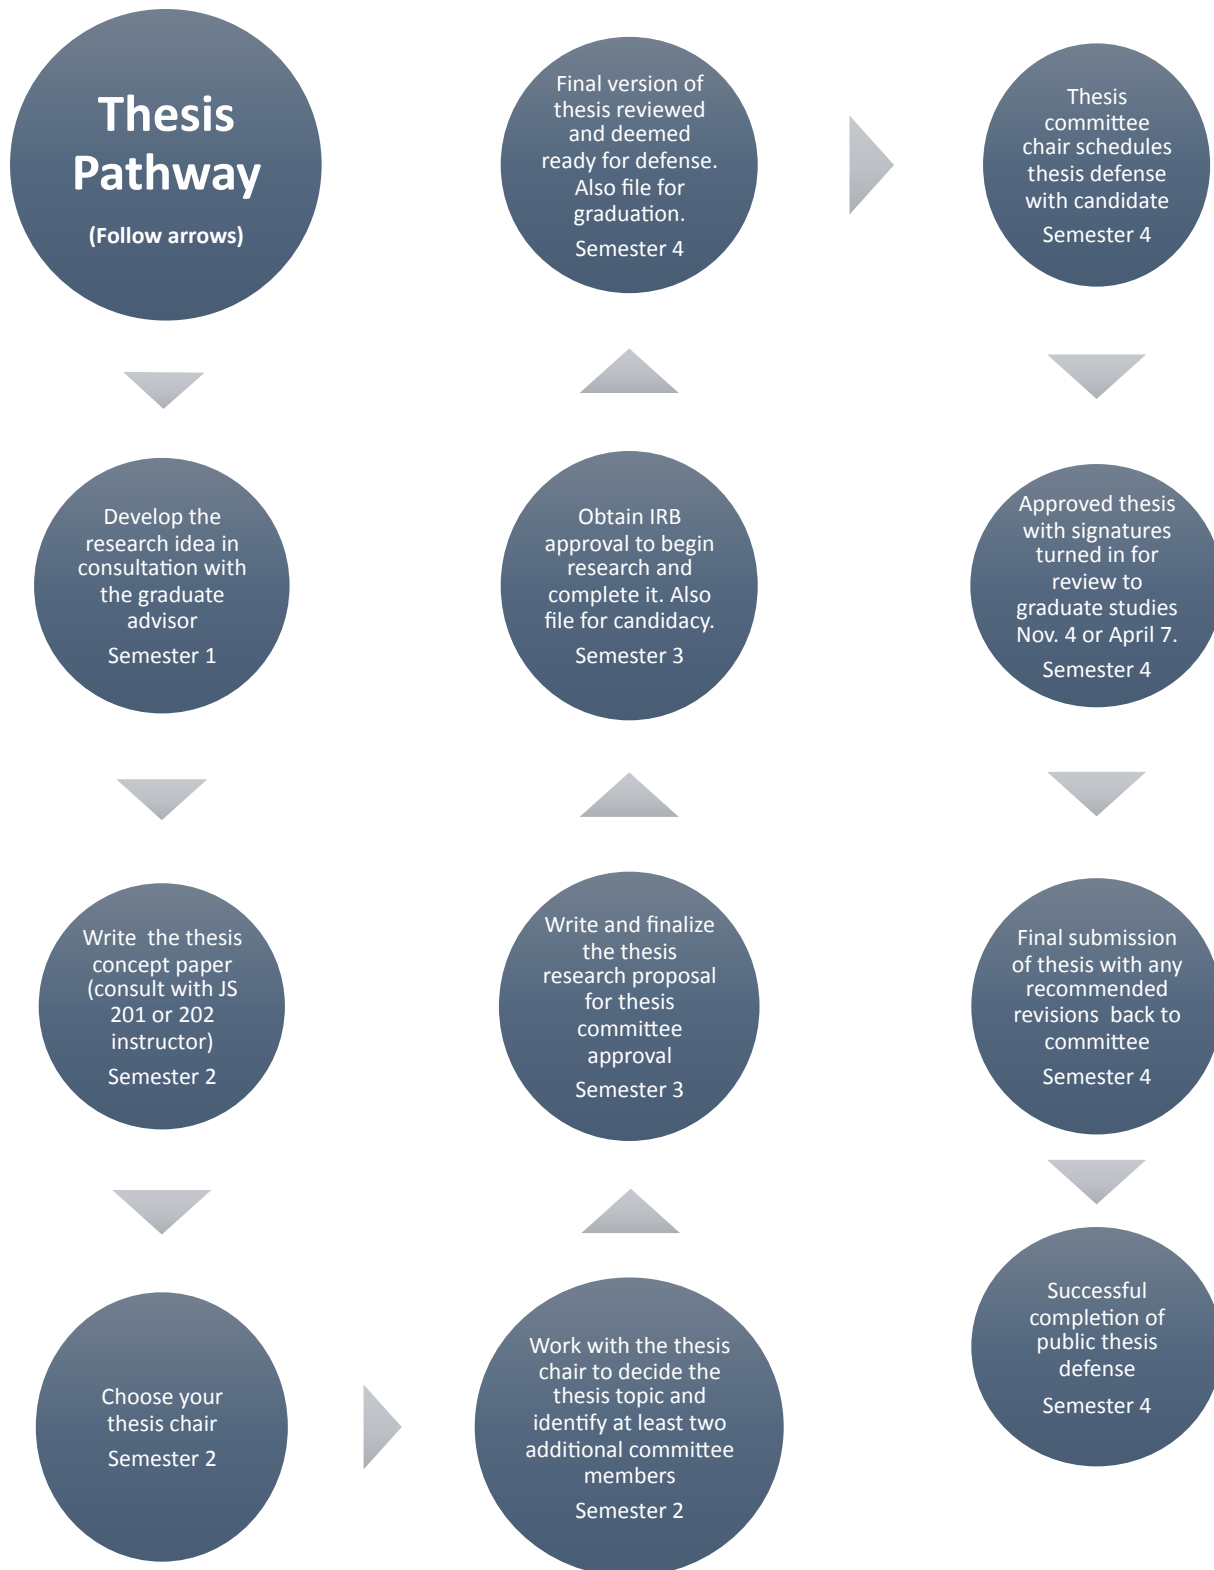 Thesis
Pathway
(Follow arrows)
Develop the
research idea in
consultation with
the graduate
advisor
Semester 1
Write  the thesis
concept paper
(consult with JS
201 or 202
instructor)
Semester 2
Choose your
thesis chair
Semester 2
Work with the thesis
chair to decide the
thesis topic and
identify at least two
additional committee
members
Semester 2
Write and finalize
the thesis
research proposal
for thesis
committee
approval
Semester 3
Obtain IRB
approval to begin
research and
complete it. Also
file for candidacy.
Semester 3
Final version of
thesis reviewed
and deemed
ready for defense.
Also file for
graduation.
Semester 4
Thesis
committee
chair schedules
thesis defense
with candidate
Semester 4
Approved thesis
with signatures
turned in for
review to
graduate studies
Nov. 4 or April 7.
Semester 4
Final submission
of thesis with any
recommended
revisions  back to
committee
Semester 4
Successful
completion of
public thesis
defense
Semester 4